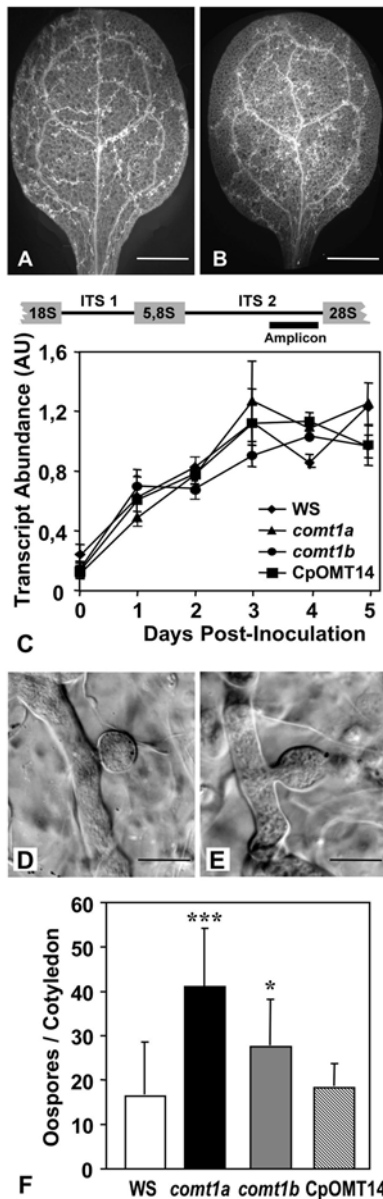 A
B
18S ITS 1 5,8S ITS 2 28S
Amplicon
Transcript Abundance (AU)
1,6
1,2
0,8
0,4
0
WS
comt1a
comt1b
CpOMT14
0 1 2 3 4 5
C Days Post-Inoculation
D
E
Oospores / Cotyledon
60
50
40
30
20
10
0
***
*
WS comt1a comt1b CpOMT14
F